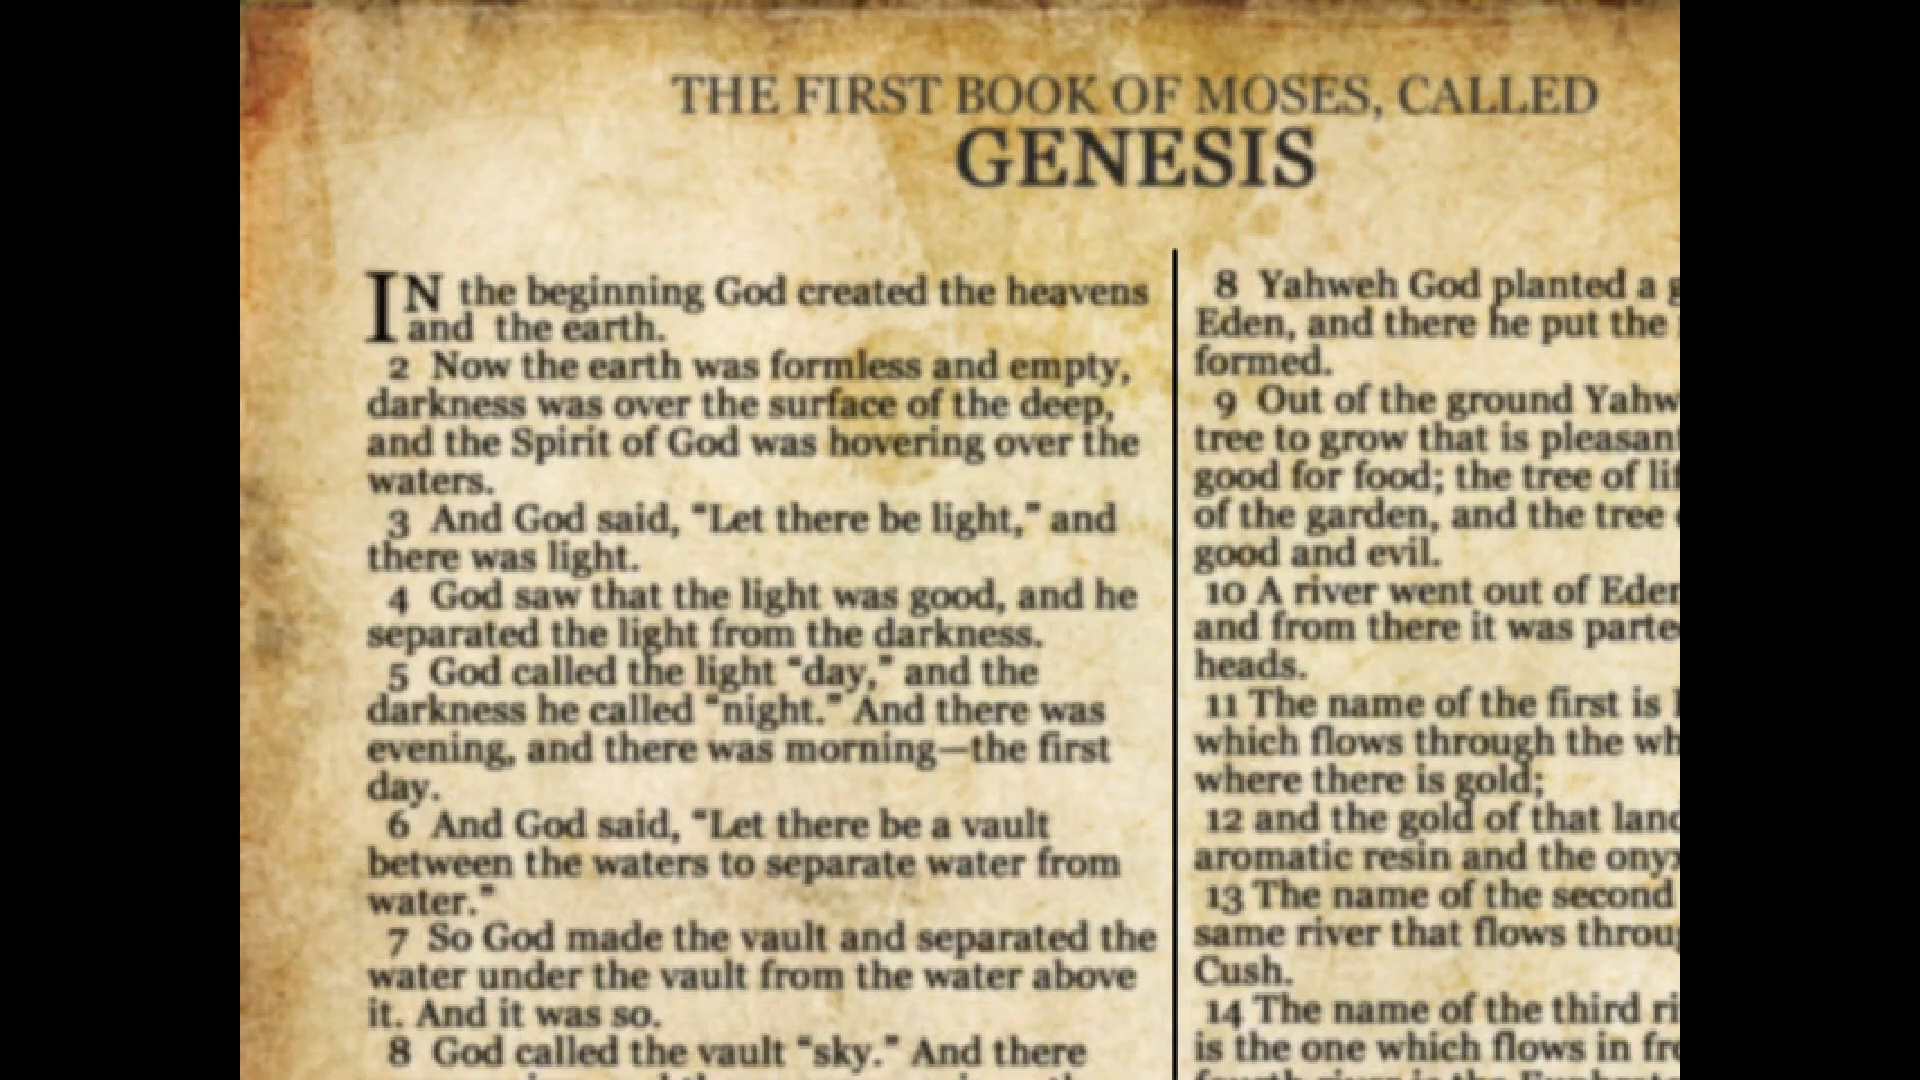 THE FIRST BOOK OF MOSES, CALLED
GENESIS
IN the beginning God created the heavens
and the earth.
2 Now the earth was formless and empty,
darkness was over the surface of the deep,
and the Spirit of God was hovering over the
waters.
3 And God said, “Let there be light,” and
there was light.
4 God saw that the light was good, and he
separated the light from the darkness.
5 God called the light “day,” and the
darkness he called “night.” And there was
evening, and there was morning—the first
day.
6 And God said, “Let there be a vault
between the waters to separate water from
water.”
7 So God made the vault and separated the
water under the vault from the water above
it. And it was so.
8 God called the vault “sky.” And there
8 Yahweh God planted a
Eden, and there he put the
formed.
9 Out of the ground
tree to grow that is
good for food; the tree of
of the garden, and the tree
good and evil.
10 A river went out of
and from there it was
heads.
11 The name of the first is
which flows through the
where there is gold;
12 and the gold of that
aromatic resin and the
13 The name of the second
same river that flows
Cush.
14 The name of the third
is the one which flows in